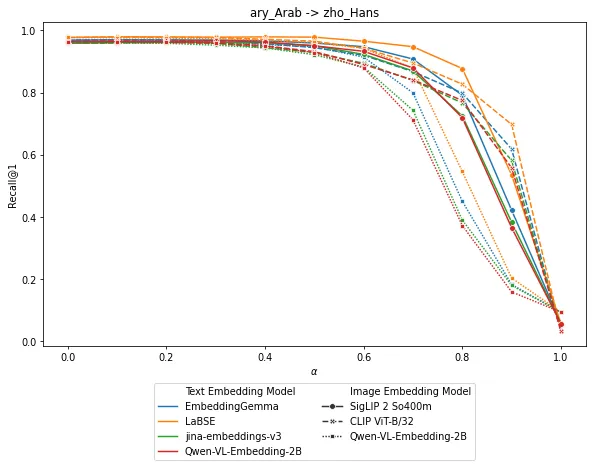 ary_Arab -> zho_Hans
1.0
0.8
0.6
0.4
0.2
0.0
Recall@1
0.0 0.2 0.4 0.6 0.8 1.0
α
Text Embedding Model Image Embedding Model
EmbeddingGemma SigLIP 2 So400m
LaBSE CLIP ViT-B/32
jina-embeddings-v3 Qwen-VL-Embedding-2B
Qwen-VL-Embedding-2B